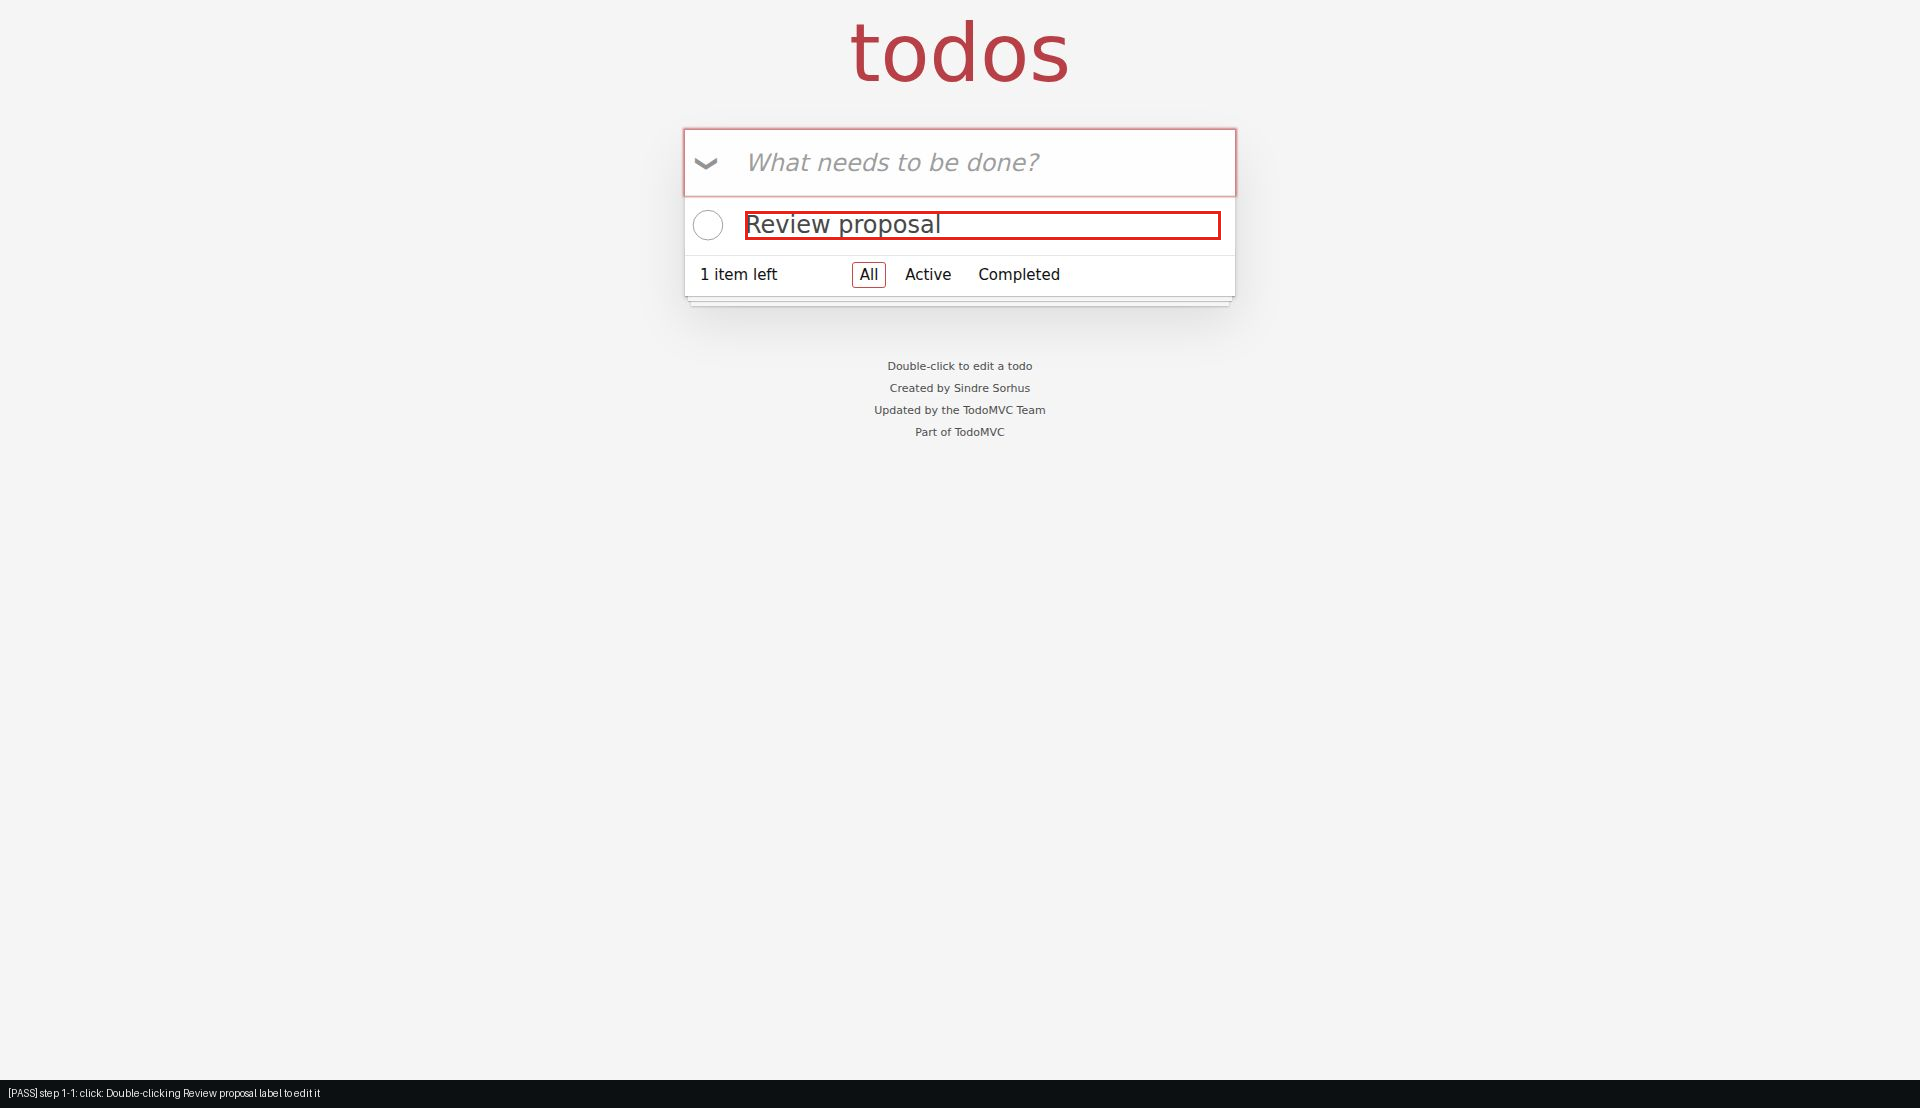 todos
What needs to be done?
Review proposal
1 item left All Active Completed
Double-click to edit a todo
Created by Sindre Sorhus
Updated by the TodoMVC Team
Part of TodoMVC
[PASS] step 1-1: click: Double-clicking Review proposal label to edit it